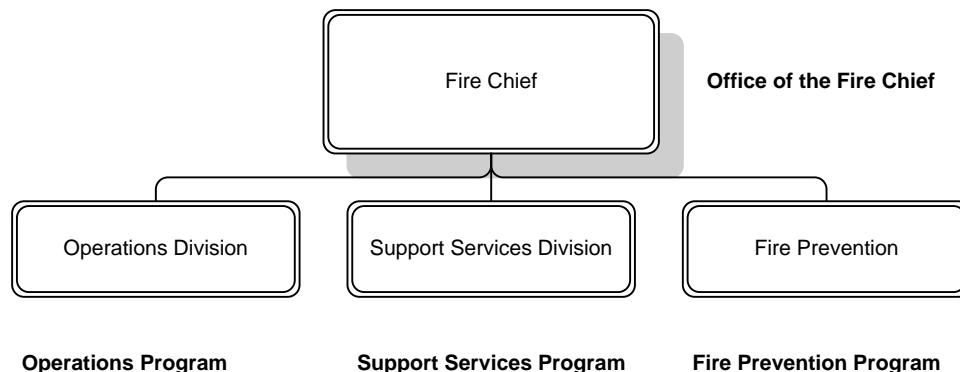 Fire Chief
Office of the Fire Chief
Operations Division
Support Services Division
Fire Prevention
Operations Program
Support Services Program
Fire Prevention Program